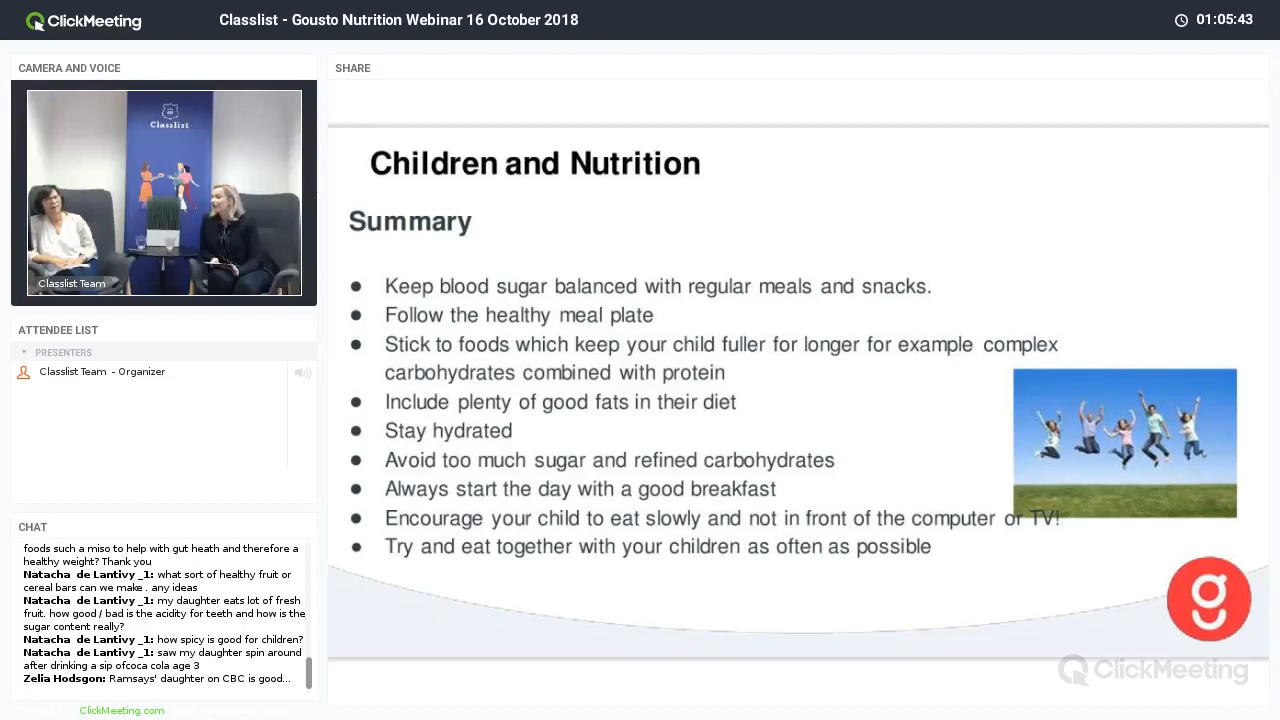 ClickMeeting
Classlist - Gousto Nutrition Webinar 16 October 2018
01:05:43
CAMERA AND VOICE
Classlist
Classlist Team
ATTENDEE LIST
PRESENTERS
Classlist Team - Organizer
CHAT
foods such a miso to help with gut heath and therefore a
healthy weight? Thank you
Natacha de Lantivy _1: what sort of healthy fruit or
cereal bars can we make . any ideas
Natacha de Lantivy _1: my daughter eats lot of fresh
fruit. how good / bad is the acidity for teeth and how is the
sugar content really?
Natacha de Lantivy _1: how spicy is good for children?
Natacha de Lantivy _1: saw my daughter spin around
after drinking a sip ofcoca cola age 3
Zelia Hodsgon: Ramsays' daughter on CBC is good...
ClickMeeting.com
SHARE
Children and Nutrition
Summary
● Keep blood sugar balanced with regular meals and snacks.
● Follow the healthy meal plate
● Stick to foods which keep your child fuller for longer for example complex
carbohydrates combined with protein
● Include plenty of good fats in their diet
● Stay hydrated
● Avoid too much sugar and refined carbohydrates
● Always start the day with a good breakfast
● Encourage your child to eat slowly and not in front of the computer or TV!
● Try and eat together with your children as often as possible
g
ClickMeeting